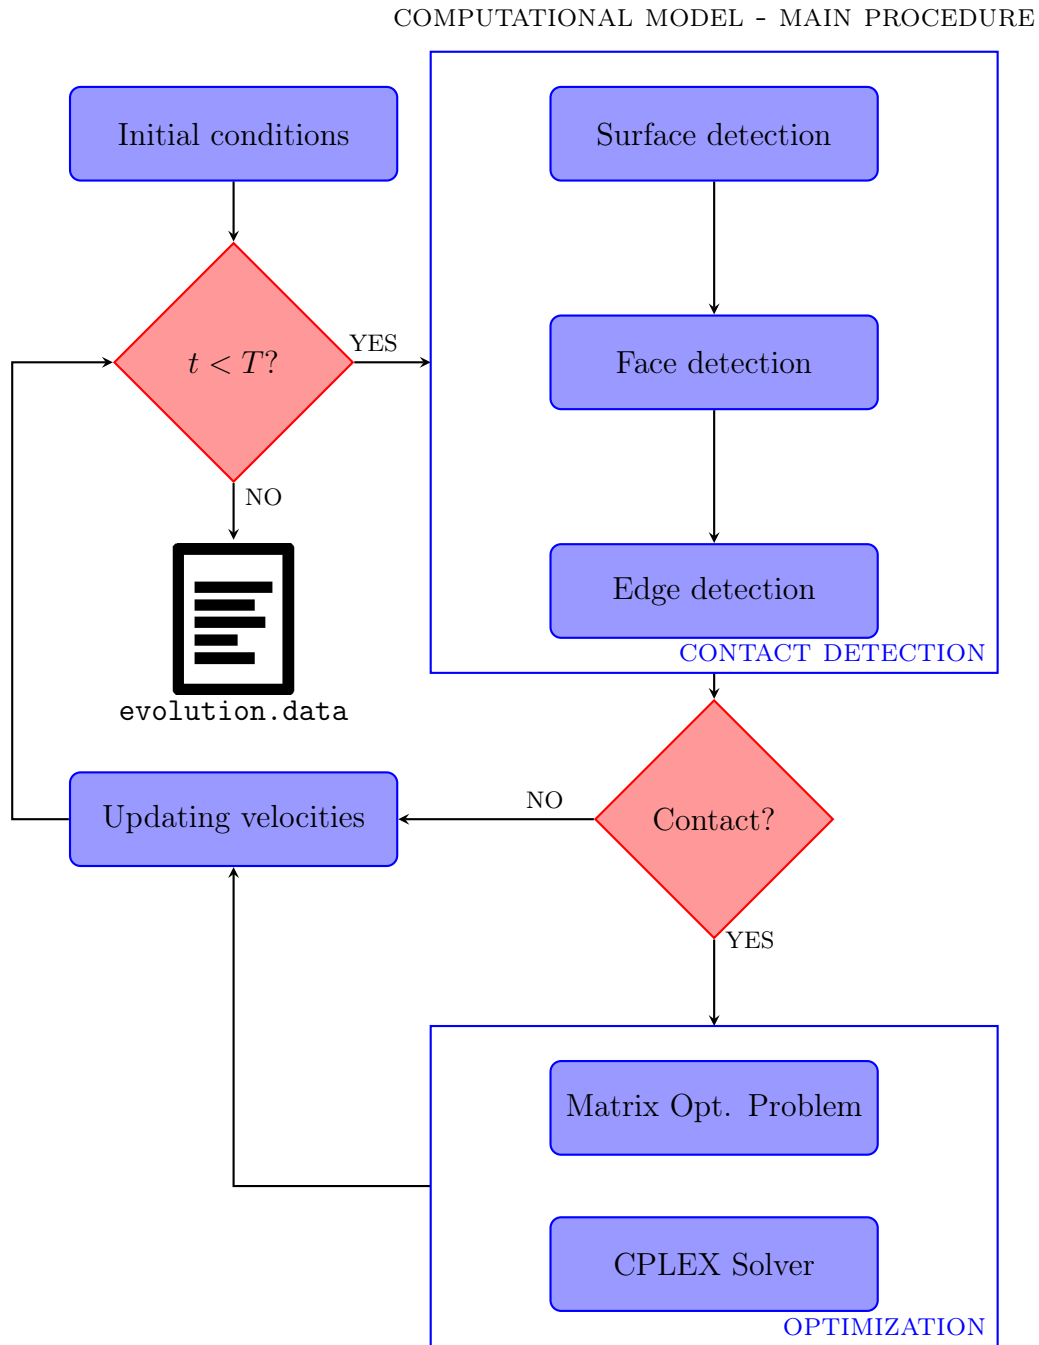 COMPUTATIONAL MODEL - MAIN PROCEDURE
Initial conditions
Surface detection
t < T?
YES
Face detection
NO
Edge detection
CONTACT DETECTION
evolution.data
Updating velocities
NO
Contact?
YES
Matrix Opt. Problem
CPLEX Solver
OPTIMIZATION